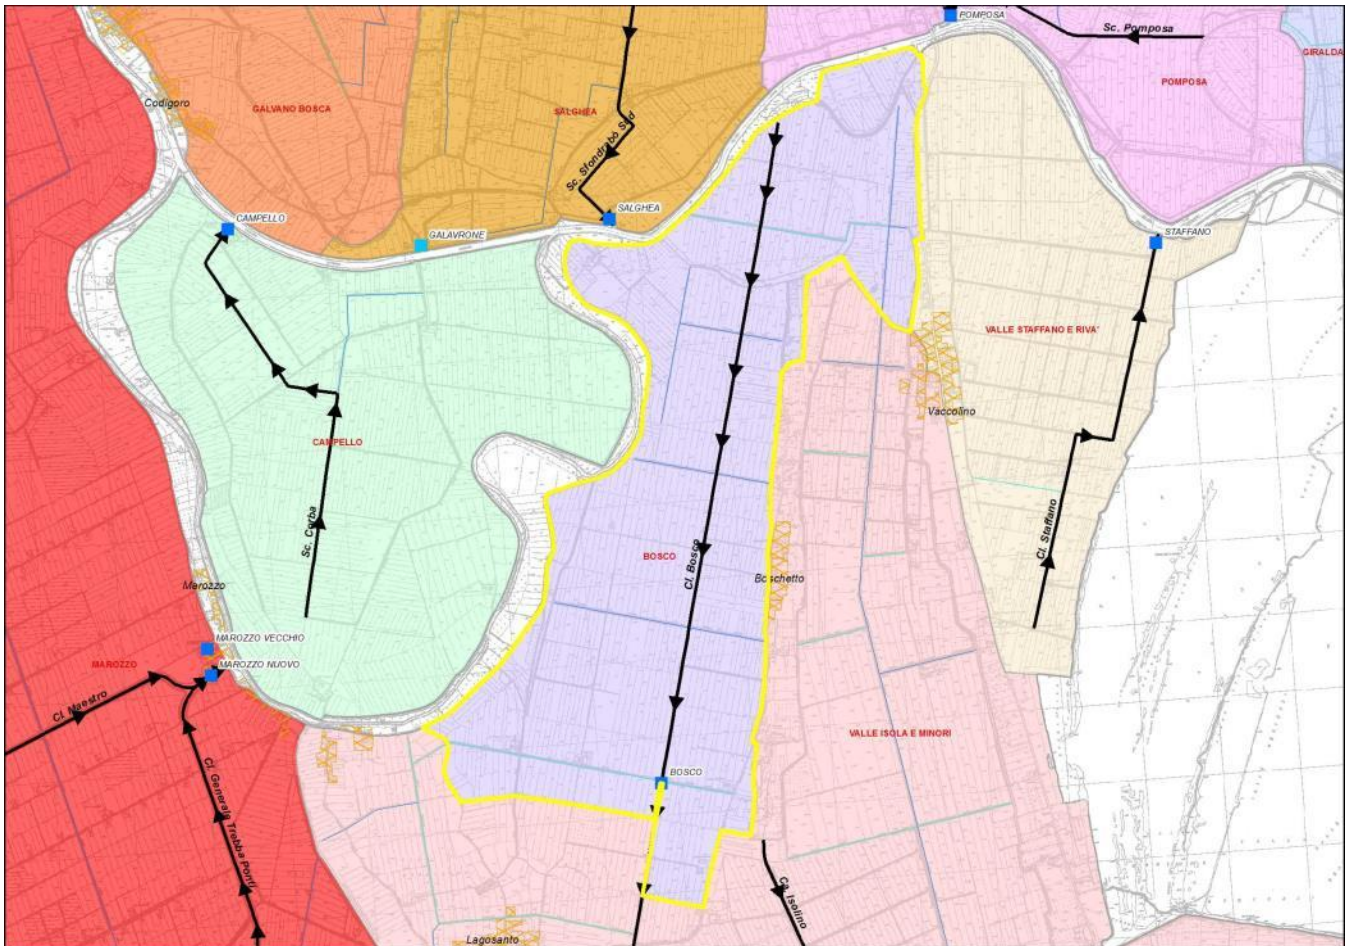 POMPOSA
Sc. Pomposa
GIRALDA
POMPOSA
Codigoro
GALVANO BOSCA
SALGHEA
Sc. Sfondrabò Sud
CAMPELLO
SALGHEA
GALAVRONE
STAFFANO
VALLE STAFFANO E RIVA'
Vaccolino
CAMPELLO
Sc. Corba
Cl. Staffano
BOSCO
Cl. Bosco
Boschetto
Marozzo
MAROZZO VECCHIO
MAROZZO
MAROZZO NUOVO
Cl. Maestro
VALLE ISOLA E MINORI
BOSCO
Cl. Generale Trebba Ponti
Ca. Isolino
Lagosanto